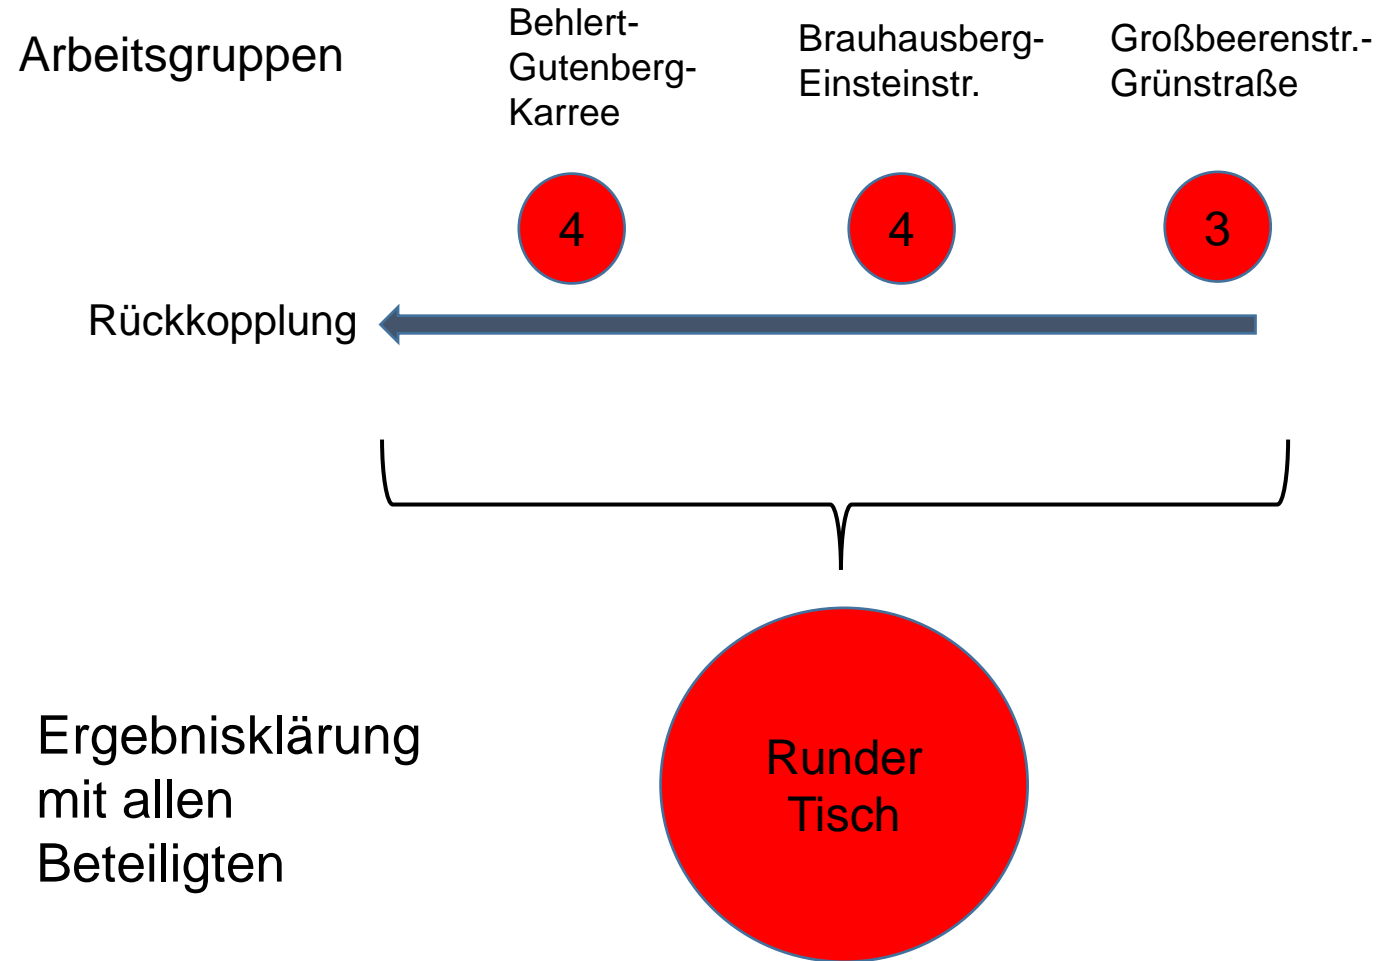 Arbeitsgruppen
Behlert-
Gutenberg-
Karree
Brauhausberg-
Einsteinstr.
Großbeerenstr.-
Grünstraße
4
4
3
Rückkopplung
Ergebnisklärung
mit allen
Beteiligten
Runder
Tisch